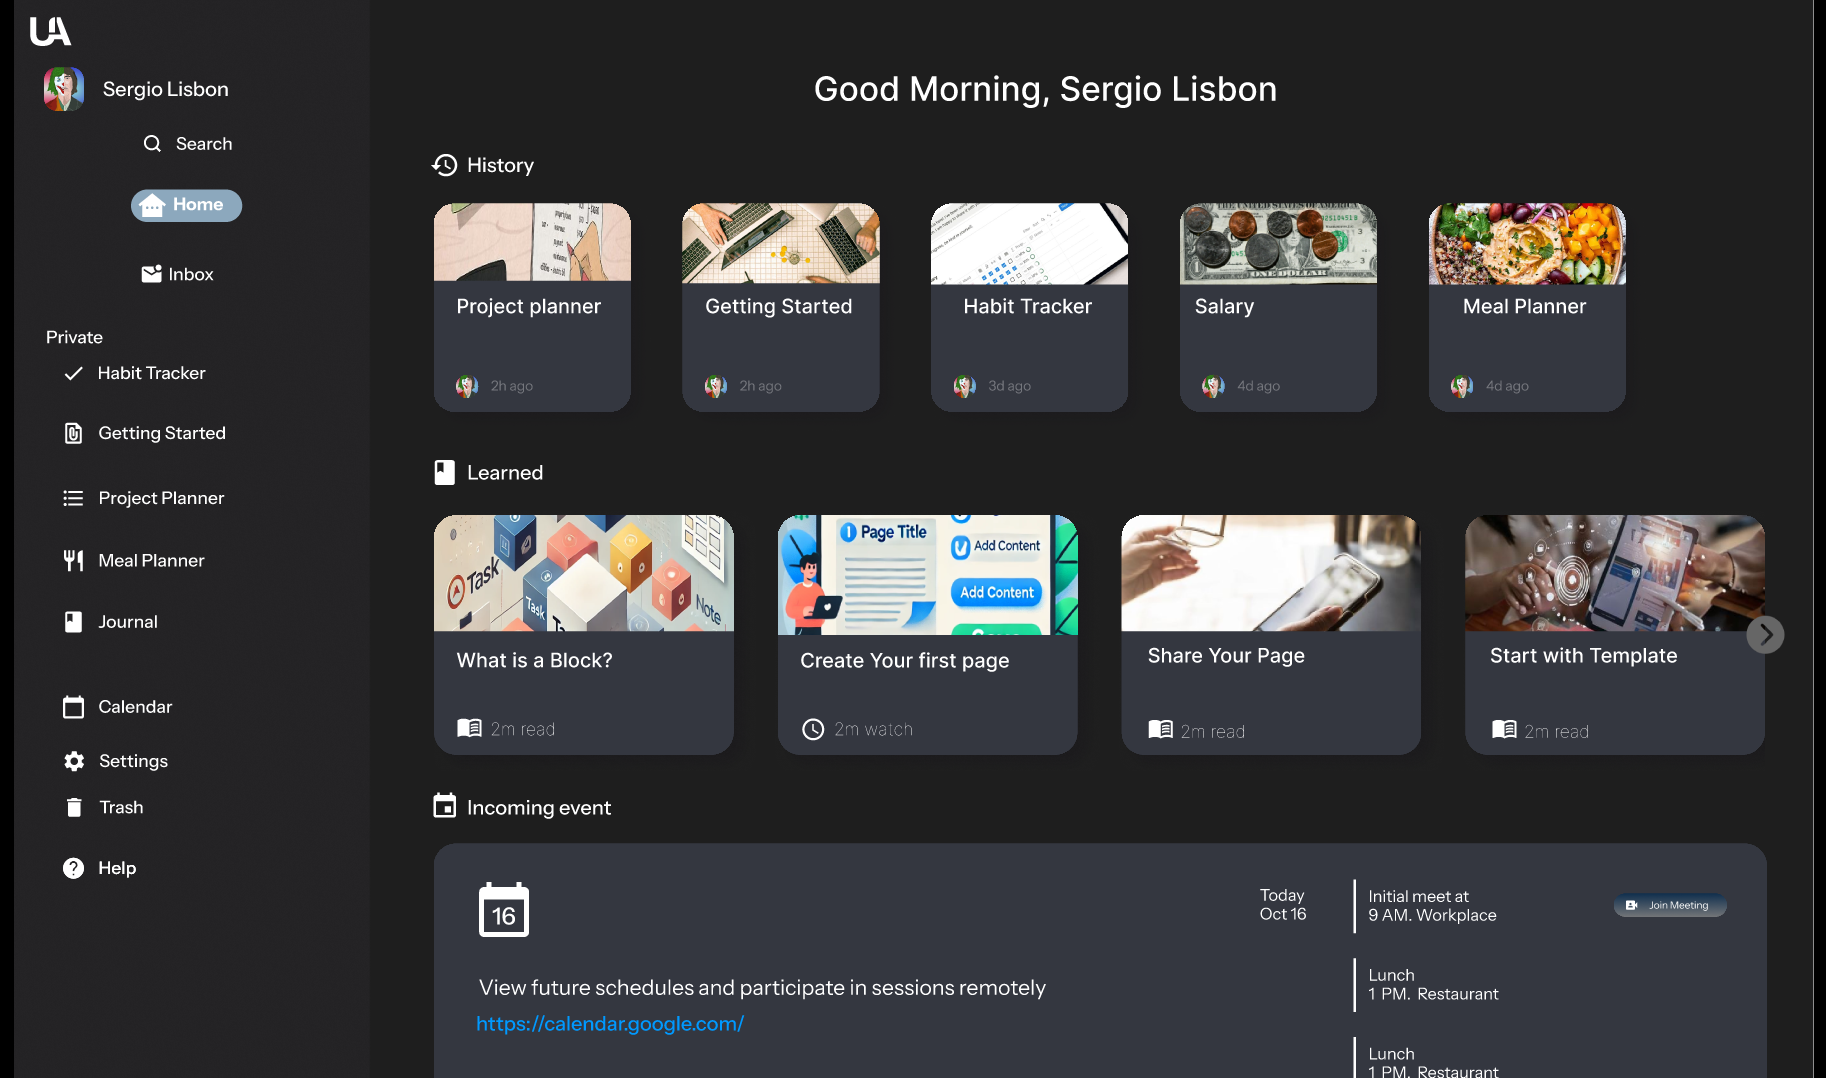 UA
Sergio Lisbon
Search
Home
Inbox
Private
Habit Tracker
Getting Started
Project Planner
Meal Planner
Journal
Calendar
Settings
Trash
Help
Good Morning, Sergio Lisbon
History
Project planner
2h ago
Getting Started
2h ago
Habit Tracker
3d ago
ONE DOLLAR
Salary
4d ago
Meal Planner
4d ago
Learned
Task
Task
Note
What is a Block?
2m read
Page Title
Add Content
Add Content
Create Your first page
2m watch
Share Your Page
2m read
Start with Template
2m read
Incoming event
16
View future schedules and participate in sessions remotely
https://calendar.google.com/
Today
Oct 16
Initial meet at
9 AM. Workplace
Join Meeting
Lunch
1 PM. Restaurant
Lunch
1 PM. Restaurant